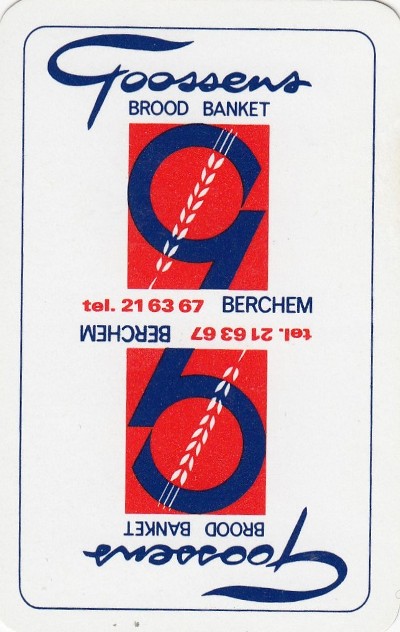 Goossens
BROOD BANKET
tel. 21 63 67 BERCHEM
tel. 21 63 67 BERCHEM
BROOD BANKET
Goossens